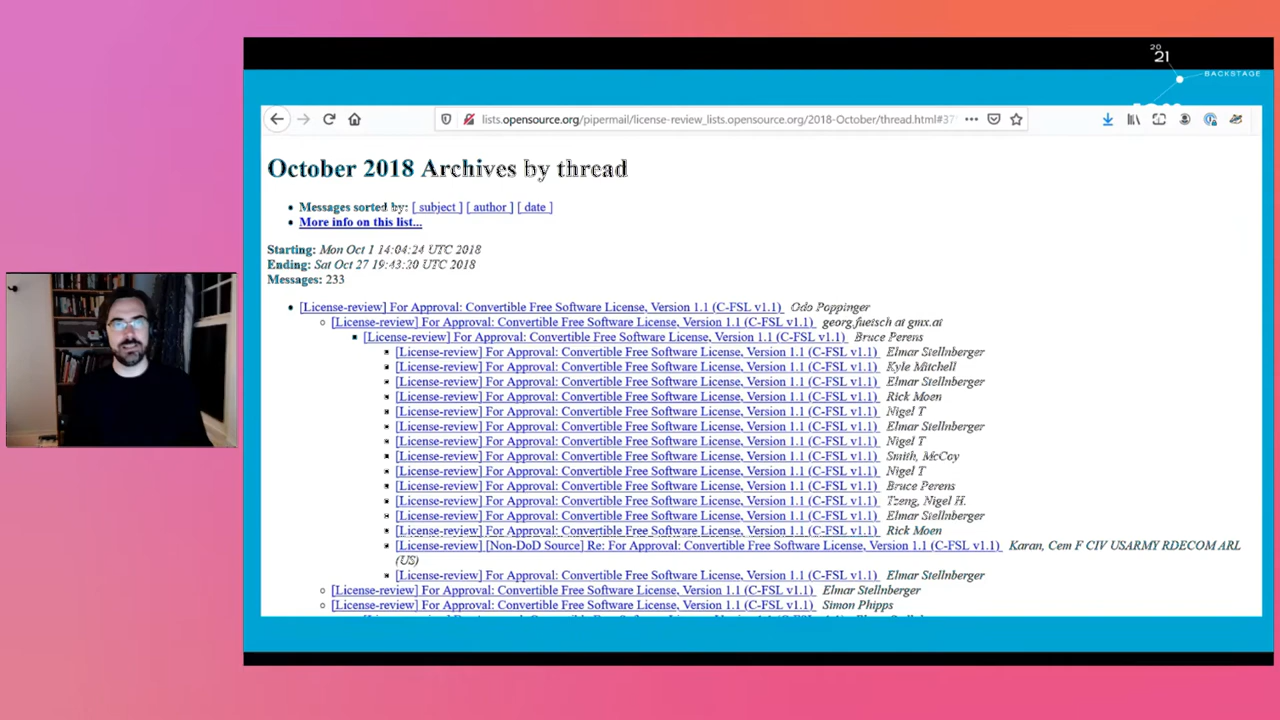 20
21
BACKSTAGE
lists.opensource.org/pipermail/license-review_lists.opensource.org/2018-October/thread.html#37
October 2018 Archives by thread
• Messages sorted by: [ subject ] [ author ] [ date ]
• More info on this list...
Starting: Mon Oct 1 14:04:24 UTC 2018
Ending: Sat Oct 27 19:43:20 UTC 2018
Messages: 233
[License-review] For Approval: Convertible Free Software License, Version 1.1 (C-FSL v1.1) Odo Poppinger
[License-review] For Approval: Convertible Free Software License, Version 1.1 (C-FSL v1.1) georg.fuetsch at gmx.at
[License-review] For Approval: Convertible Free Software License, Version 1.1 (C-FSL v1.1) Bruce Perens
[License-review] For Approval: Convertible Free Software License, Version 1.1 (C-FSL v1.1) Elmar Stellnberger
[License-review] For Approval: Convertible Free Software License, Version 1.1 (C-FSL v1.1) Kyle Mitchell
[License-review] For Approval: Convertible Free Software License, Version 1.1 (C-FSL v1.1) Elmar Stellnberger
[License-review] For Approval: Convertible Free Software License, Version 1.1 (C-FSL v1.1) Rick Moen
[License-review] For Approval: Convertible Free Software License, Version 1.1 (C-FSL v1.1) Nigel T
[License-review] For Approval: Convertible Free Software License, Version 1.1 (C-FSL v1.1) Elmar Stellnberger
[License-review] For Approval: Convertible Free Software License, Version 1.1 (C-FSL v1.1) Nigel T
[License-review] For Approval: Convertible Free Software License, Version 1.1 (C-FSL v1.1) Smith, McCoy
[License-review] For Approval: Convertible Free Software License, Version 1.1 (C-FSL v1.1) Nigel T
[License-review] For Approval: Convertible Free Software License, Version 1.1 (C-FSL v1.1) Bruce Perens
[License-review] For Approval: Convertible Free Software License, Version 1.1 (C-FSL v1.1) Tzeng, Nigel H.
[License-review] For Approval: Convertible Free Software License, Version 1.1 (C-FSL v1.1) Elmar Stellnberger
[License-review] For Approval: Convertible Free Software License, Version 1.1 (C-FSL v1.1) Rick Moen
[License-review] [Non-DoD Source] Re: For Approval: Convertible Free Software License, Version 1.1 (C-FSL v1.1) Karan, Cem F CIV USARMY RDECOM ARL
(US)
[License-review] For Approval: Convertible Free Software License, Version 1.1 (C-FSL v1.1) Elmar Stellnberger
[License-review] For Approval: Convertible Free Software License, Version 1.1 (C-FSL v1.1) Elmar Stellnberger
[License-review] For Approval: Convertible Free Software License, Version 1.1 (C-FSL v1.1) Simon Phipps